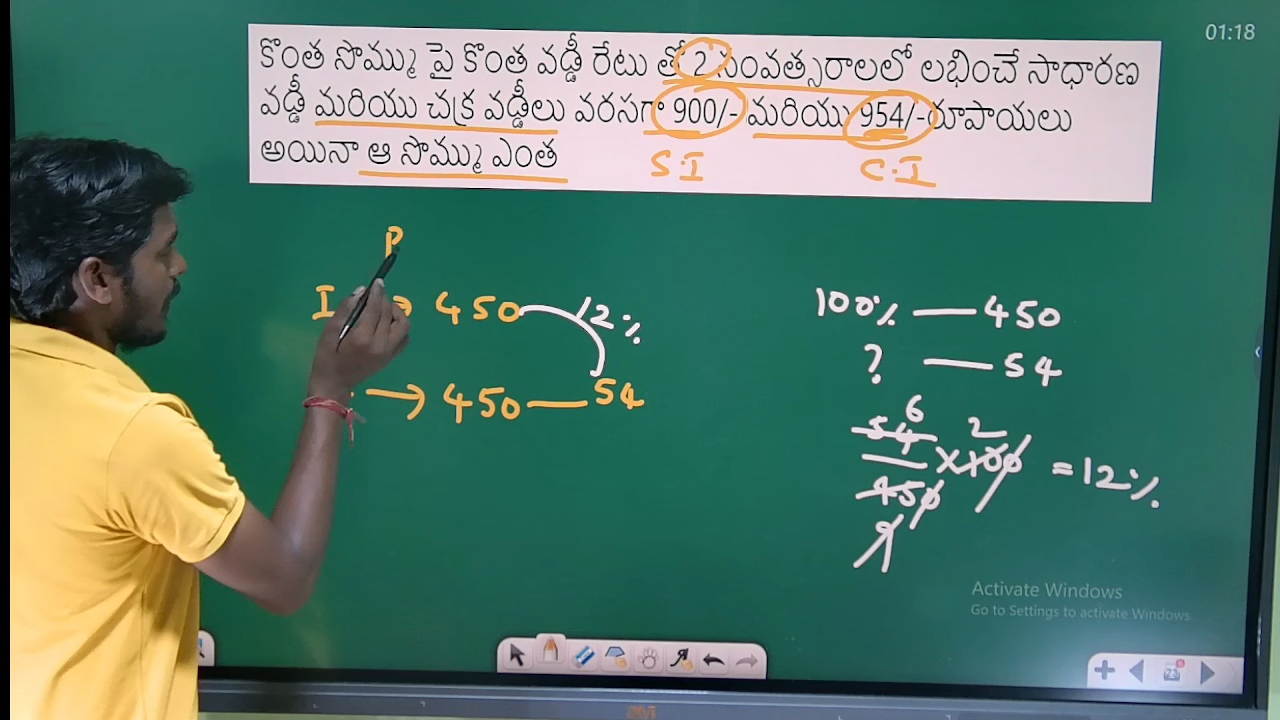 01:18
కొంత సొమ్ము పై కొంత వడ్డీ రేటు తో 2 సంవత్సరాలలో లభించే సాధారణ
వడ్డీ మరియు చక్ర వడ్డీలు వరసగా 900/- మరియు 954/-రూపాయలు
అయినా ఆ సొమ్ము ఎంత
S.I C.I
P
I → 450 12%
→ 450 — 54
100% — 450
? — 54
6 2
54
— ×100 = 12%
450
9
Activate Windows
Go to Settings to activate Windows.
23